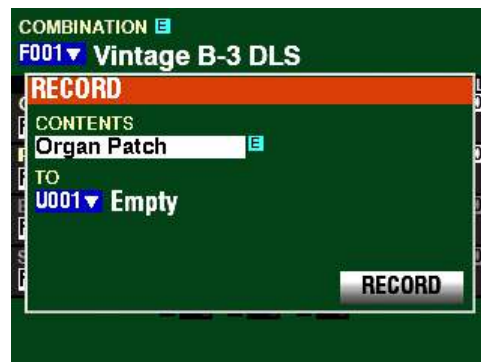 COMBINATION E
F001▼ Vintage B-3 DLS
RECORD
CONTENTS
Organ Patch E
TO
U001▼ Empty
RECORD